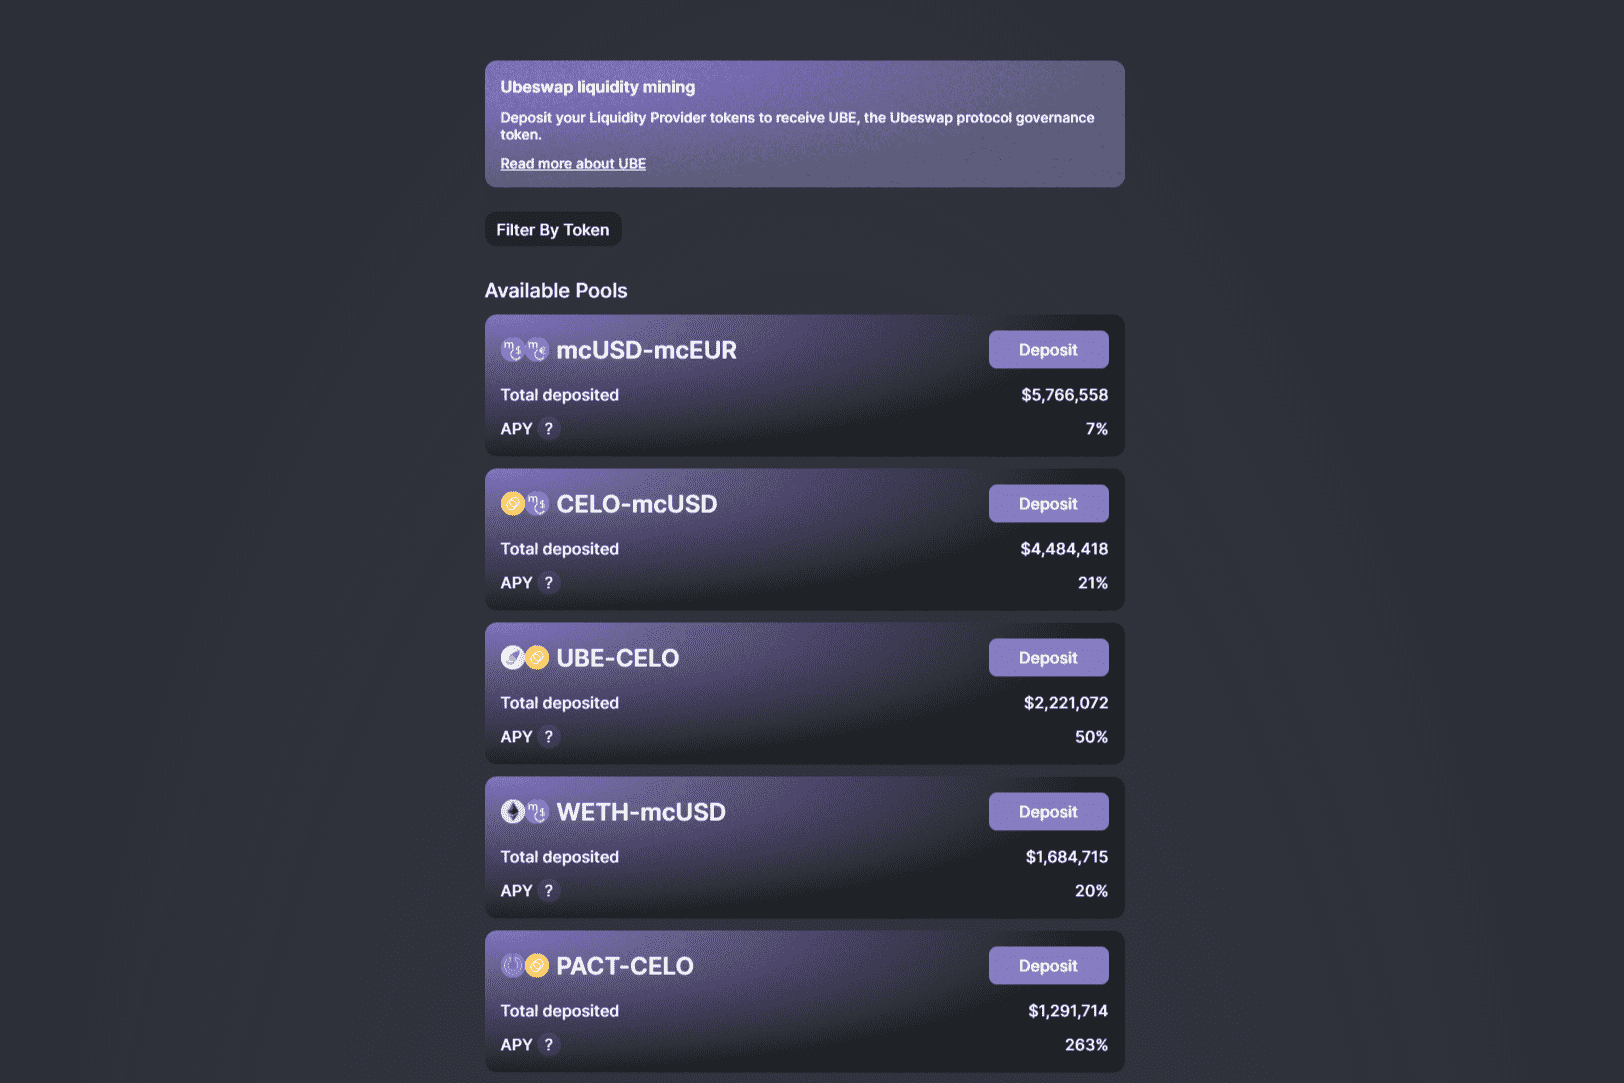 Ubeswap liquidity mining
Deposit your Liquidity Provider tokens to receive UBE, the Ubeswap protocol governance
token.
Read more about UBE
Filter By Token
Available Pools
mcUSD-mcEUR
Deposit
Total deposited
$5,766,558
APY ?
7%
CELO-mcUSD
Deposit
Total deposited
$4,484,418
APY ?
21%
UBE-CELO
Deposit
Total deposited
$2,221,072
APY ?
50%
WETH-mcUSD
Deposit
Total deposited
$1,684,715
APY ?
20%
PACT-CELO
Deposit
Total deposited
$1,291,714
APY ?
263%